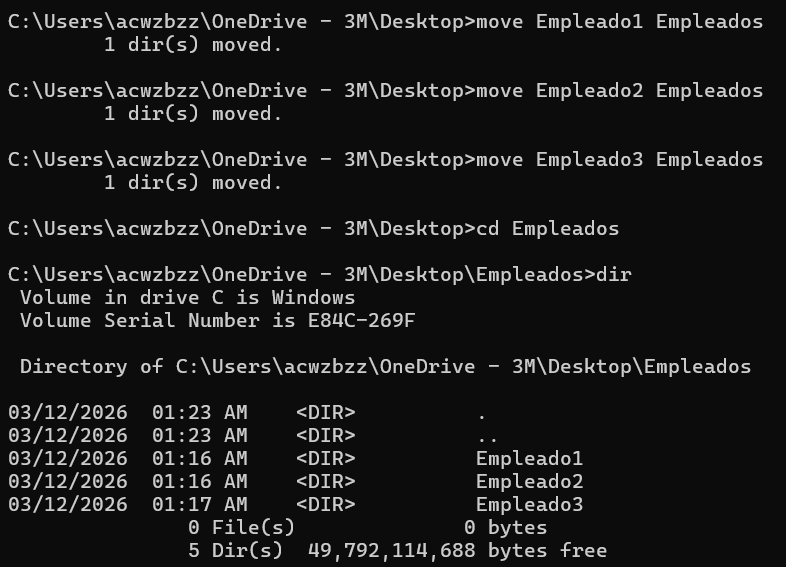 C:\Users\acwzbzz\OneDrive - 3M\Desktop>move Empleado1 Empleados
        1 dir(s) moved.

C:\Users\acwzbzz\OneDrive - 3M\Desktop>move Empleado2 Empleados
        1 dir(s) moved.

C:\Users\acwzbzz\OneDrive - 3M\Desktop>move Empleado3 Empleados
        1 dir(s) moved.

C:\Users\acwzbzz\OneDrive - 3M\Desktop>cd Empleados

C:\Users\acwzbzz\OneDrive - 3M\Desktop\Empleados>dir
 Volume in drive C is Windows
 Volume Serial Number is E84C-269F

 Directory of C:\Users\acwzbzz\OneDrive - 3M\Desktop\Empleados

03/12/2026  01:23 AM    <DIR>          .
03/12/2026  01:23 AM    <DIR>          ..
03/12/2026  01:16 AM    <DIR>          Empleado1
03/12/2026  01:16 AM    <DIR>          Empleado2
03/12/2026  01:17 AM    <DIR>          Empleado3
               0 File(s)              0 bytes
               5 Dir(s)  49,792,114,688 bytes free